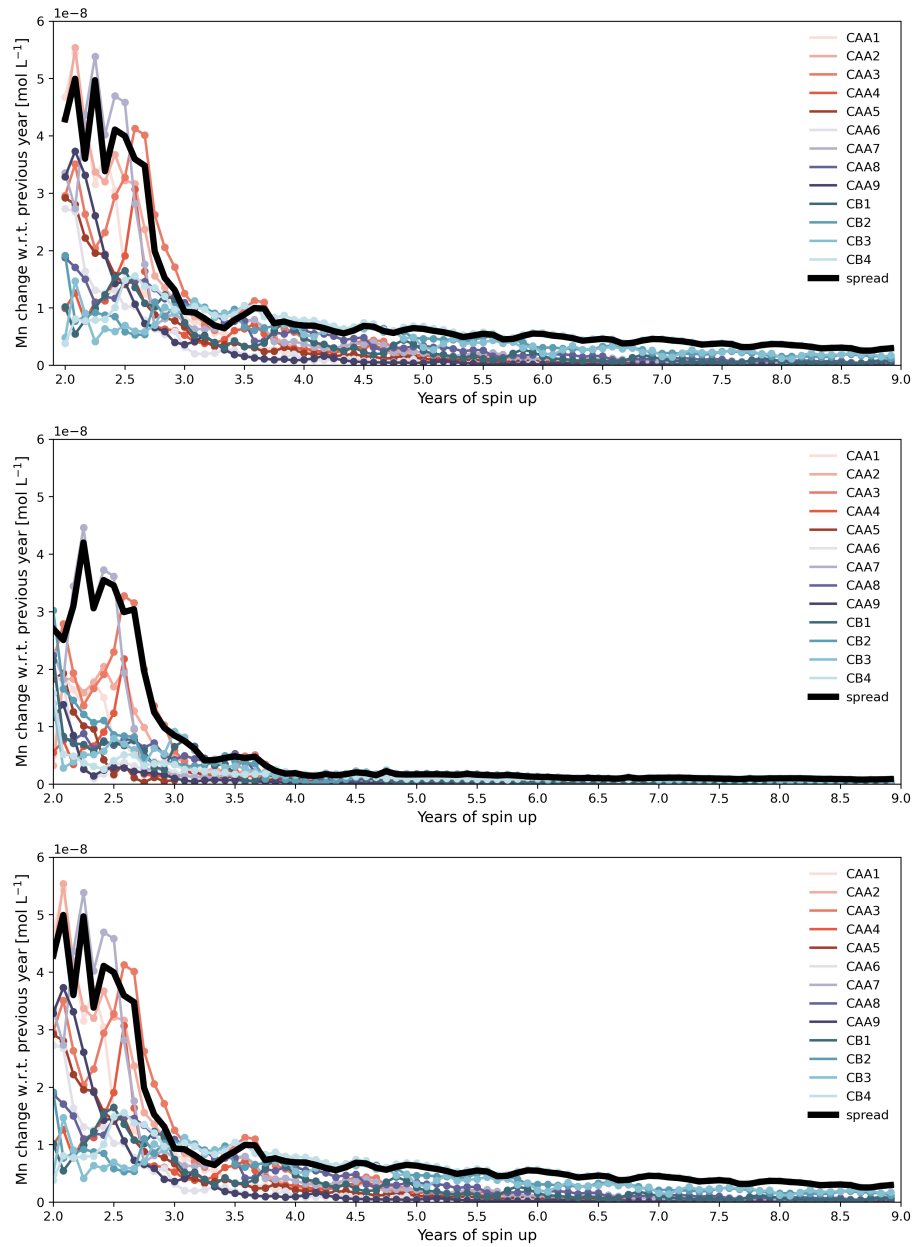 1e−8
6
5
4
3
2
1
0
Mn change w.r.t. previous year [mol L⁻¹]
2.0 2.5 3.0 3.5 4.0 4.5 5.0 5.5 6.0 6.5 7.0 7.5 8.0 8.5 9.0
Years of spin up
CAA1
CAA2
CAA3
CAA4
CAA5
CAA6
CAA7
CAA8
CAA9
CB1
CB2
CB3
CB4
spread
1e−8
6
5
4
3
2
1
0
Mn change w.r.t. previous year [mol L⁻¹]
2.0 2.5 3.0 3.5 4.0 4.5 5.0 5.5 6.0 6.5 7.0 7.5 8.0 8.5 9.0
Years of spin up
CAA1
CAA2
CAA3
CAA4
CAA5
CAA6
CAA7
CAA8
CAA9
CB1
CB2
CB3
CB4
spread
1e−8
6
5
4
3
2
1
0
Mn change w.r.t. previous year [mol L⁻¹]
2.0 2.5 3.0 3.5 4.0 4.5 5.0 5.5 6.0 6.5 7.0 7.5 8.0 8.5 9.0
Years of spin up
CAA1
CAA2
CAA3
CAA4
CAA5
CAA6
CAA7
CAA8
CAA9
CB1
CB2
CB3
CB4
spread